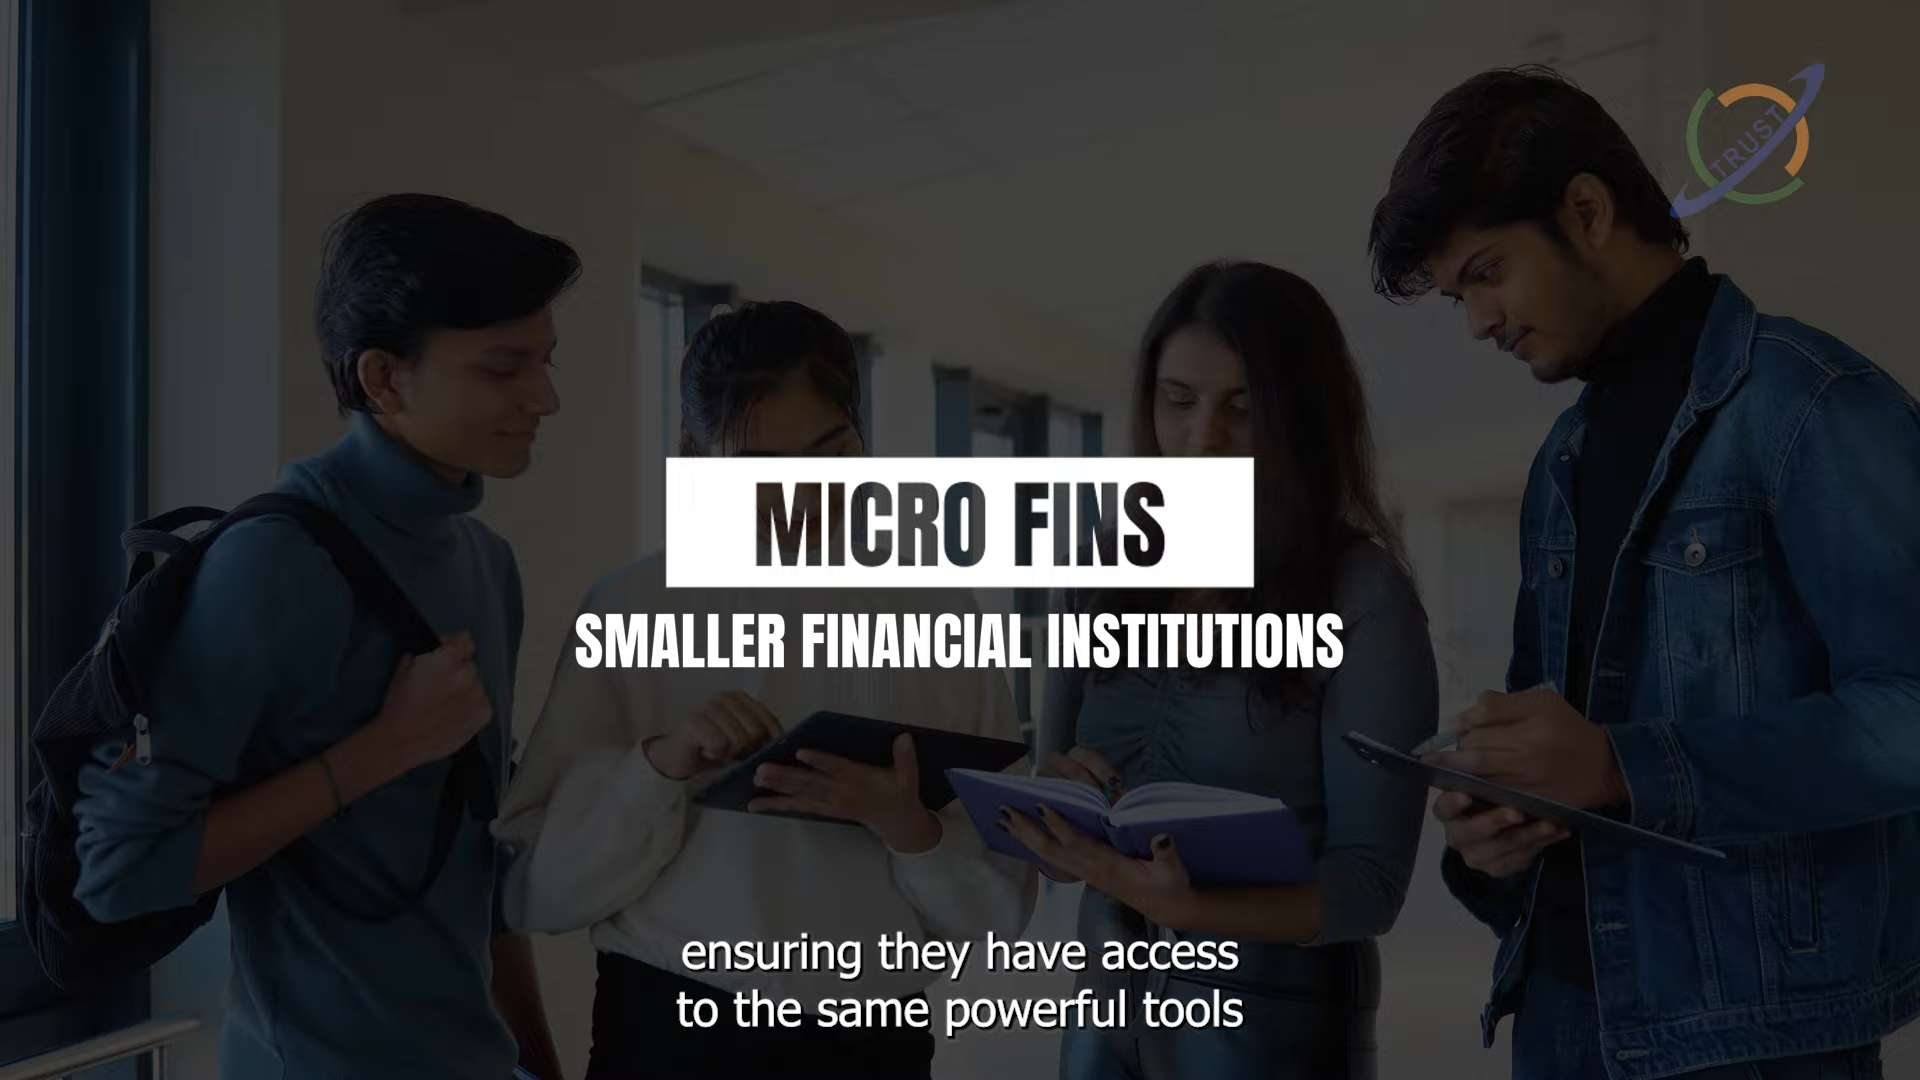 TRUST
MICRO FINS
SMALLER FINANCIAL INSTITUTIONS
ensuring they have access
to the same powerful tools